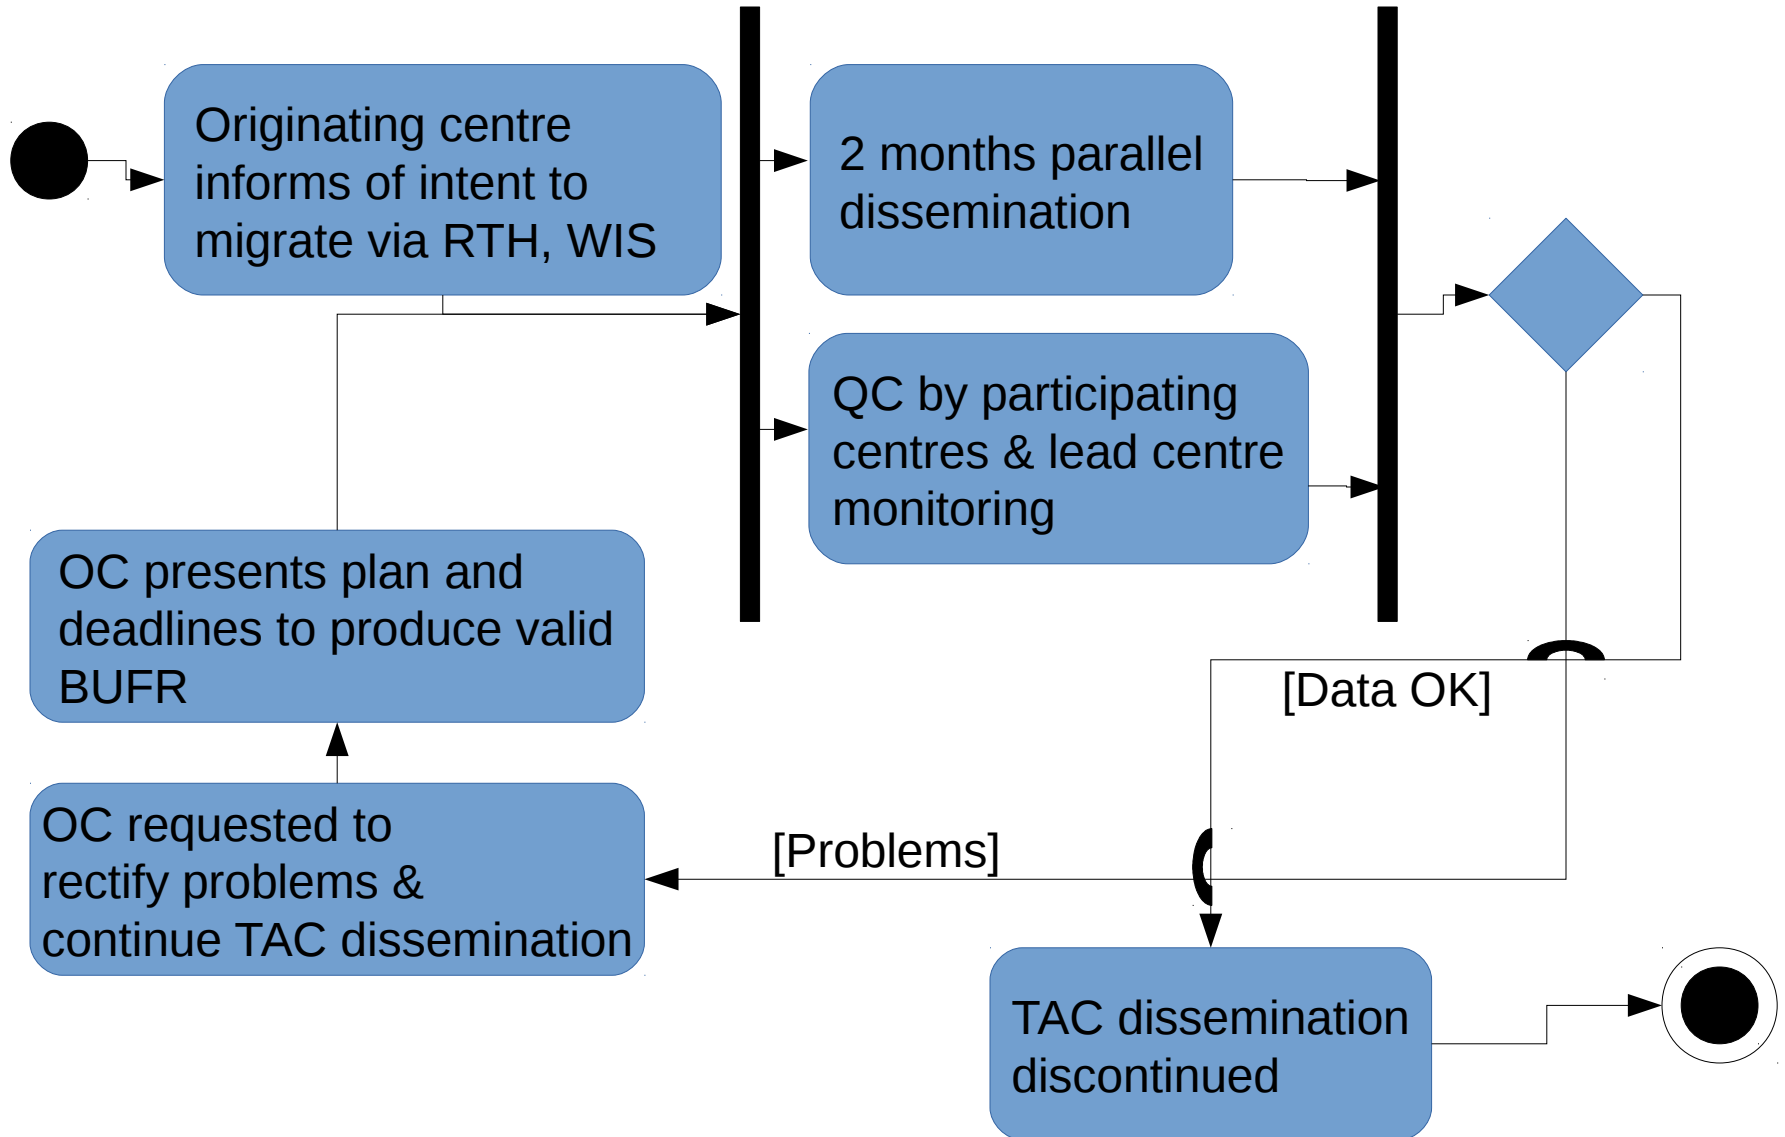 Originating centre
informs of intent to
migrate via RTH, WIS
2 months parallel
dissemination
QC by participating
centres & lead centre
monitoring
OC presents plan and
deadlines to produce valid
BUFR
[Data OK]
OC requested to
rectify problems &
continue TAC dissemination
[Problems]
TAC dissemination
discontinued